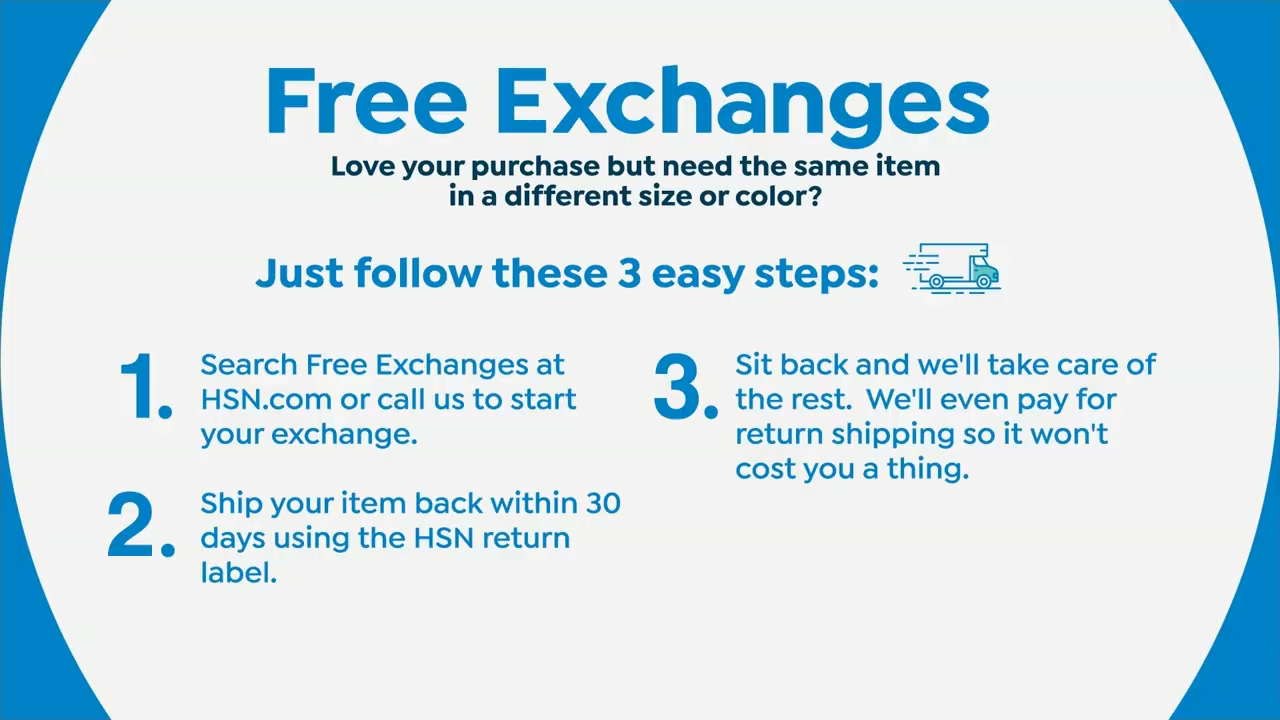 Free Exchanges
Love your purchase but need the same item
in a different size or color?
Just follow these 3 easy steps:
1.
Search Free Exchanges at
HSN.com or call us to start
your exchange.
2.
Ship your item back within 30
days using the HSN return
label.
3.
Sit back and we'll take care of
the rest.  We'll even pay for
return shipping so it won't
cost you a thing.